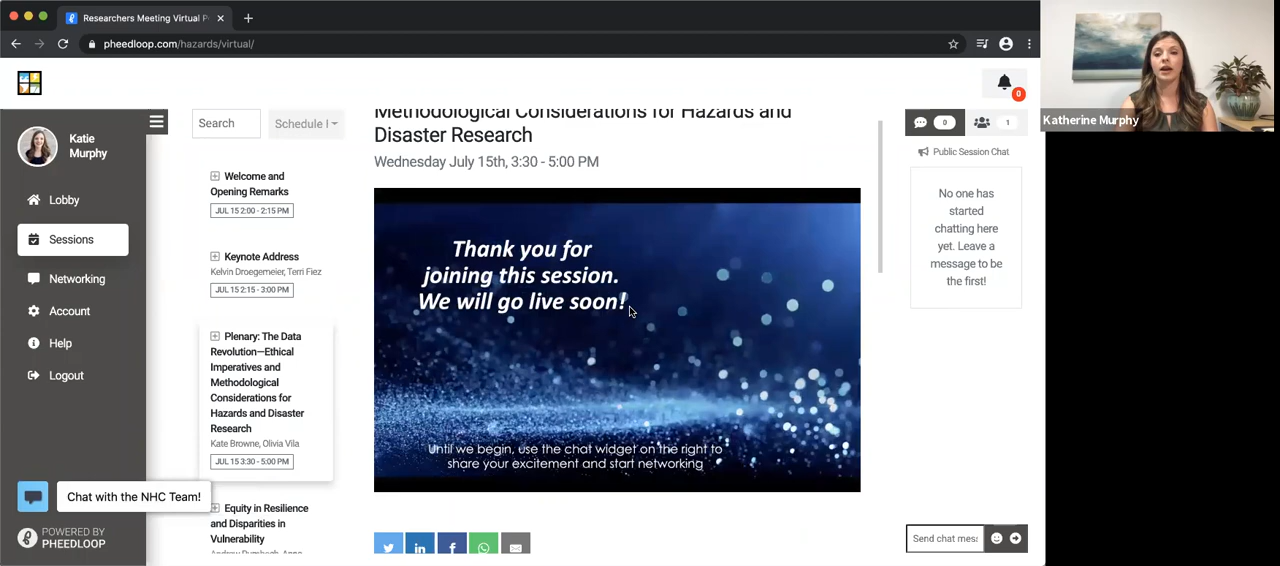 Researchers Meeting Virtual P
pheedloop.com/hazards/virtual/
0
Katie
Murphy
Lobby
Sessions
Networking
Account
Help
Logout
Chat with the NHC Team!
POWERED BY
PHEEDLOOP
Search
Schedule
Welcome and
Opening Remarks
JUL 15 2:00 - 2:15 PM
Keynote Address
Kelvin Droegemeier, Terri Fiez
JUL 15 2:15 - 3:00 PM
Plenary: The Data
Revolution—Ethical
Imperatives and
Methodological
Considerations for
Hazards and Disaster
Research
Kate Browne, Olivia Vila
JUL 15 3:30 - 5:00 PM
Equity in Resilience
and Disparities in
Vulnerability
Methodological Considerations for Hazards and
Disaster Research
Wednesday July 15th, 3:30 - 5:00 PM
Thank you for
joining this session.
We will go live soon!
Until we begin, use the chat widget on the right to
share your excitement and start networking
0
1
Public Session Chat
No one has
started
chatting here
yet. Leave a
message to be
the first!
Send chat mes
Katherine Murphy